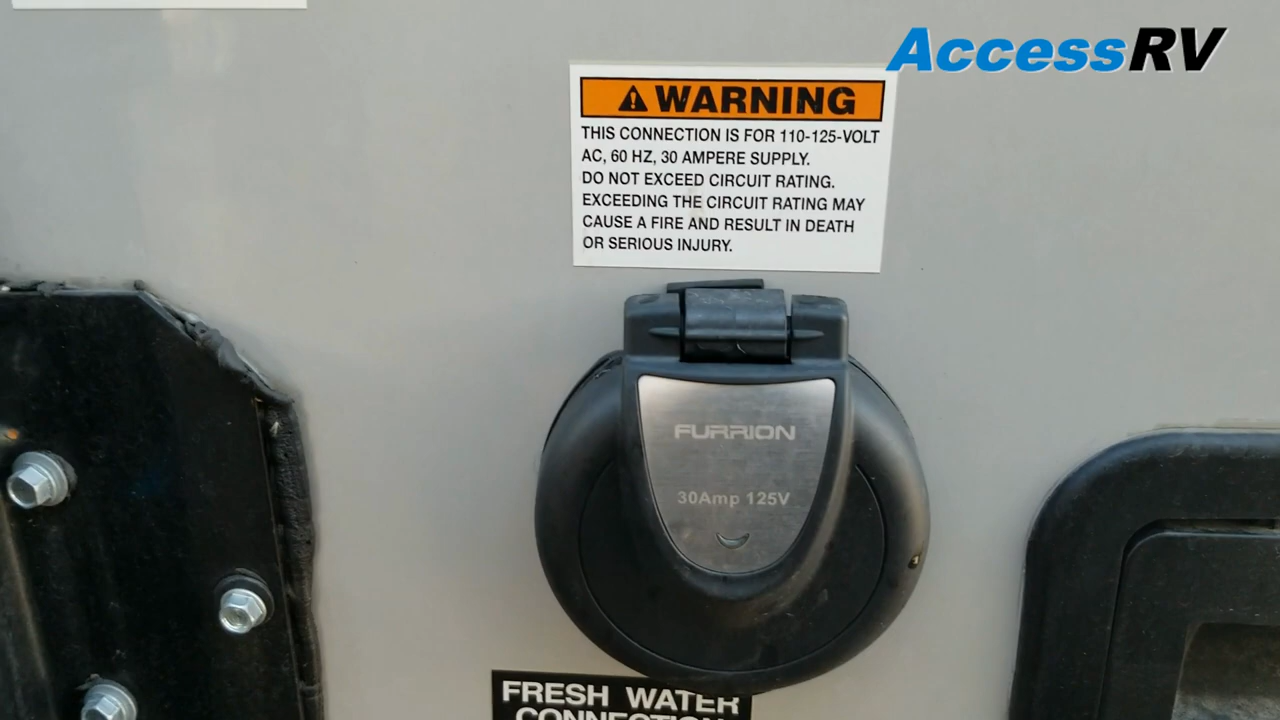 AccessRV
WARNING
THIS CONNECTION IS FOR 110-125-VOLT
AC, 60 HZ, 30 AMPERE SUPPLY.
DO NOT EXCEED CIRCUIT RATING.
EXCEEDING THE CIRCUIT RATING MAY
CAUSE A FIRE AND RESULT IN DEATH
OR SERIOUS INJURY.
FURRION
30Amp 125V
FRESH WATER
CONNECTION